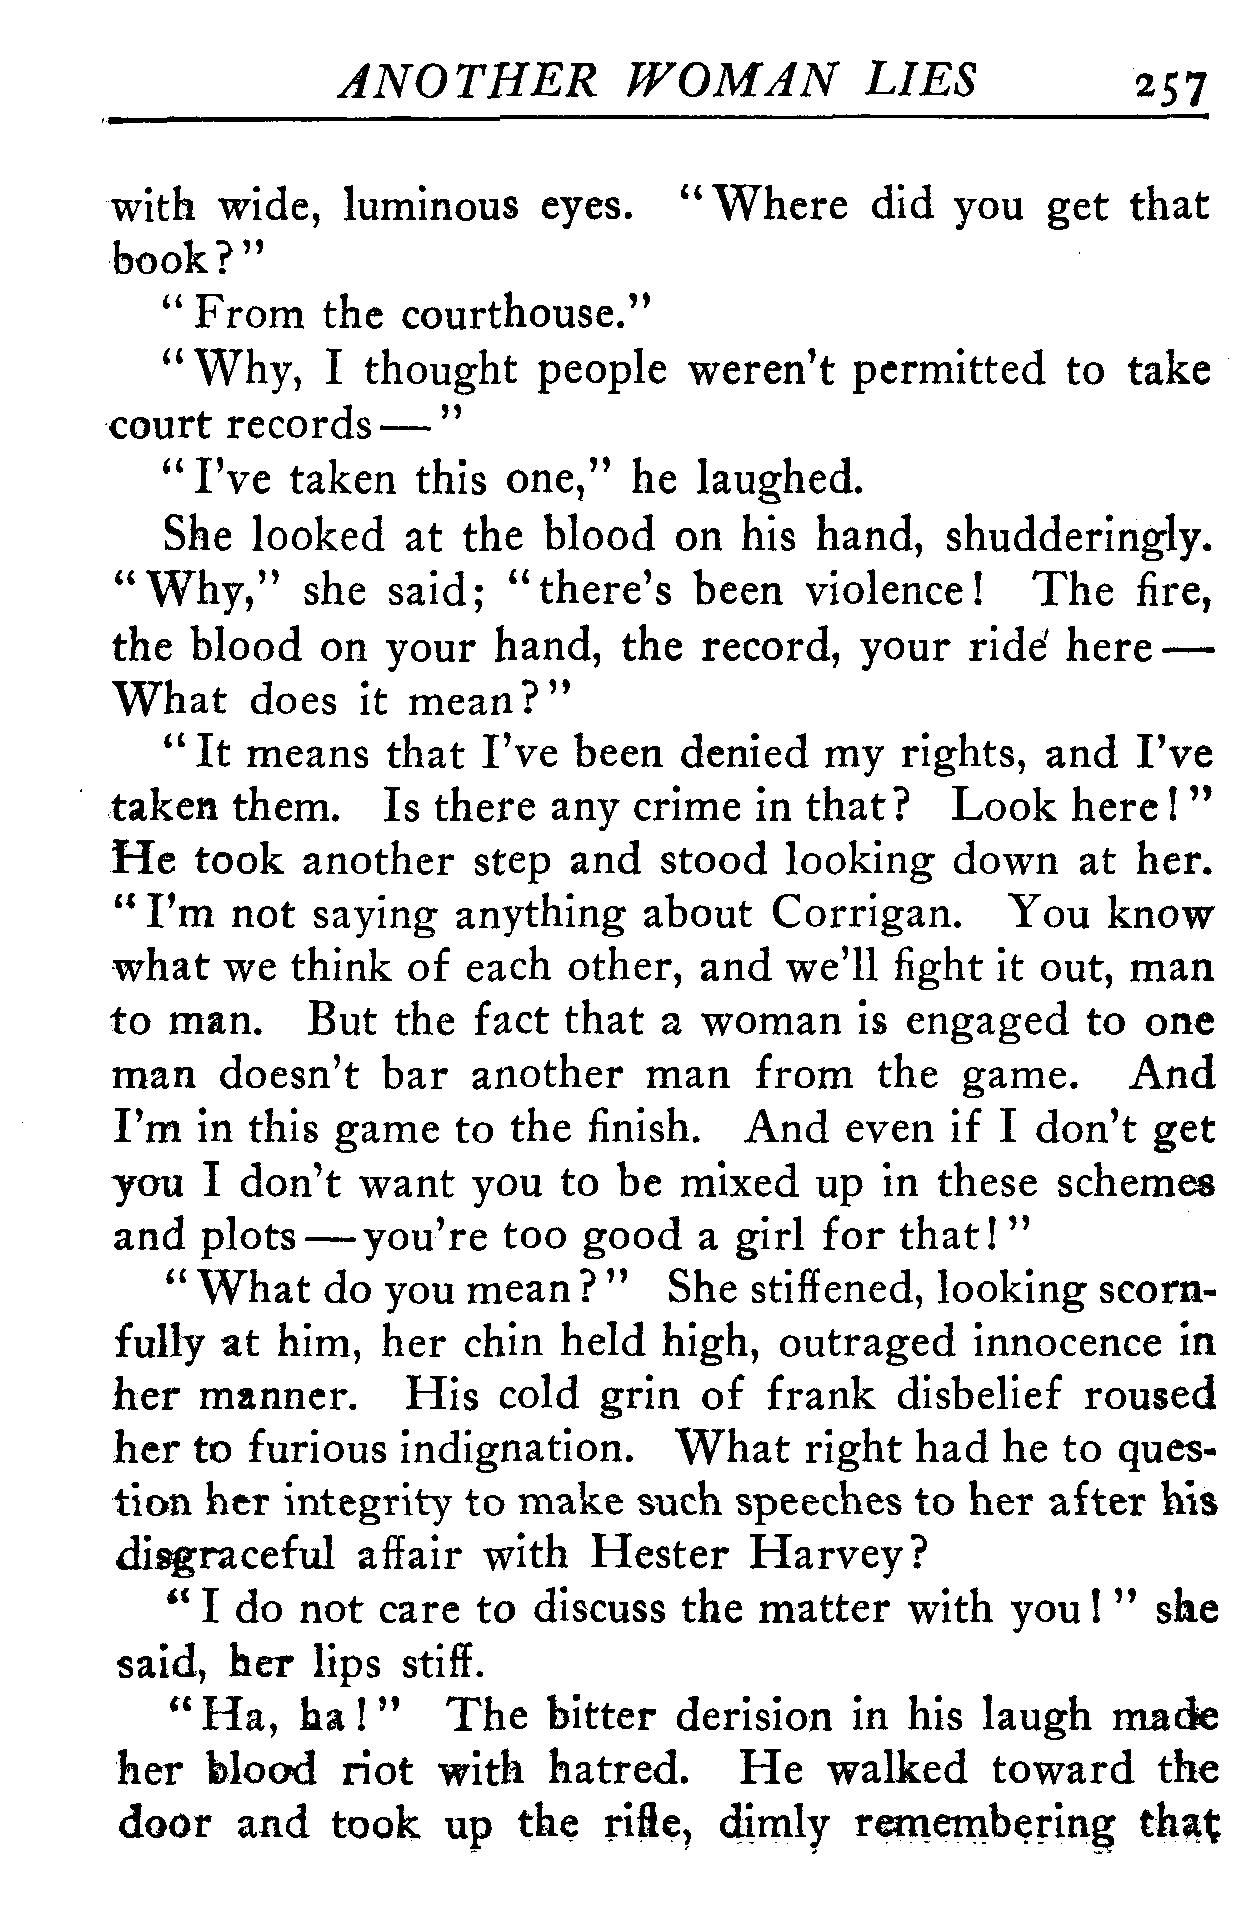 ANOTHER WOMAN LIES 257
with wide, luminous eyes. "Where did you get that
book?"
"From the courthouse."
"Why, I thought people weren't permitted to take
court records—"
"I've taken this one," he laughed.
She looked at the blood on his hand, shudderingly.
"Why," she said; "there's been violence! The fire,
the blood on your hand, the record, your ride here—
What does it mean?"
"It means that I've been denied my rights, and I've
taken them. Is there any crime in that? Look here!"
He took another step and stood looking down at her.
"I'm not saying anything about Corrigan. You know
what we think of each other, and we'll fight it out, man
to man. But the fact that a woman is engaged to one
man doesn't bar another man from the game. And
I'm in this game to the finish. And even if I don't get
you I don't want you to be mixed up in these schemes
and plots—you're too good a girl for that!"
"What do you mean?" She stiffened, looking scorn-
fully at him, her chin held high, outraged innocence in
her manner. His cold grin of frank disbelief roused
her to furious indignation. What right had he to ques-
tion her integrity to make such speeches to her after his
disgraceful affair with Hester Harvey?
"I do not care to discuss the matter with you!" she
said, her lips stiff.
"Ha, ha!" The bitter derision in his laugh made
her blood riot with hatred. He walked toward the
door and took up the rifle, dimly remembering that